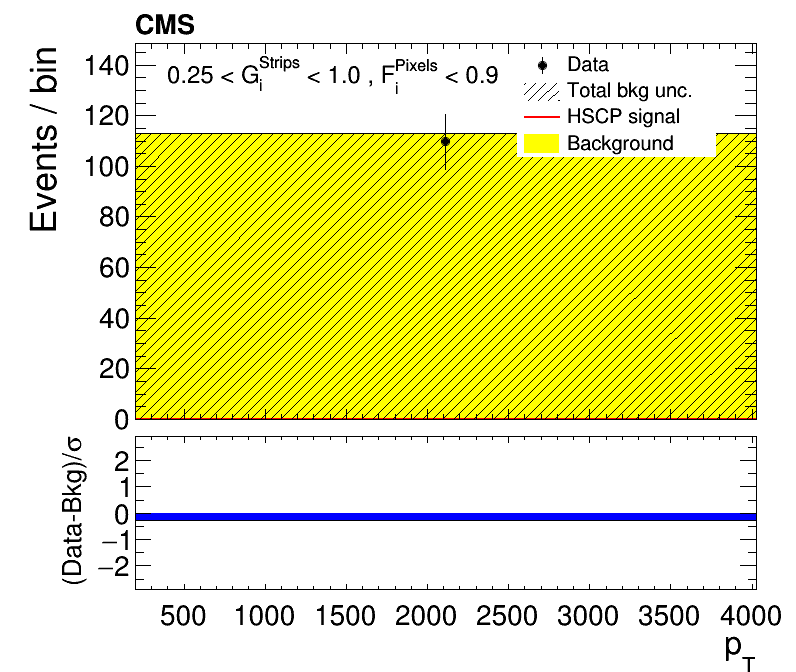 CMS
Events / bin
140
120
100
80
60
40
20
0
0.25 < G_i^Strips < 1.0 , F_i^Pixels < 0.9
Data
Total bkg unc.
HSCP signal
Background
(Data-Bkg)/σ
2
1
0
−1
−2
500 1000 1500 2000 2500 3000 3500 4000
p_T